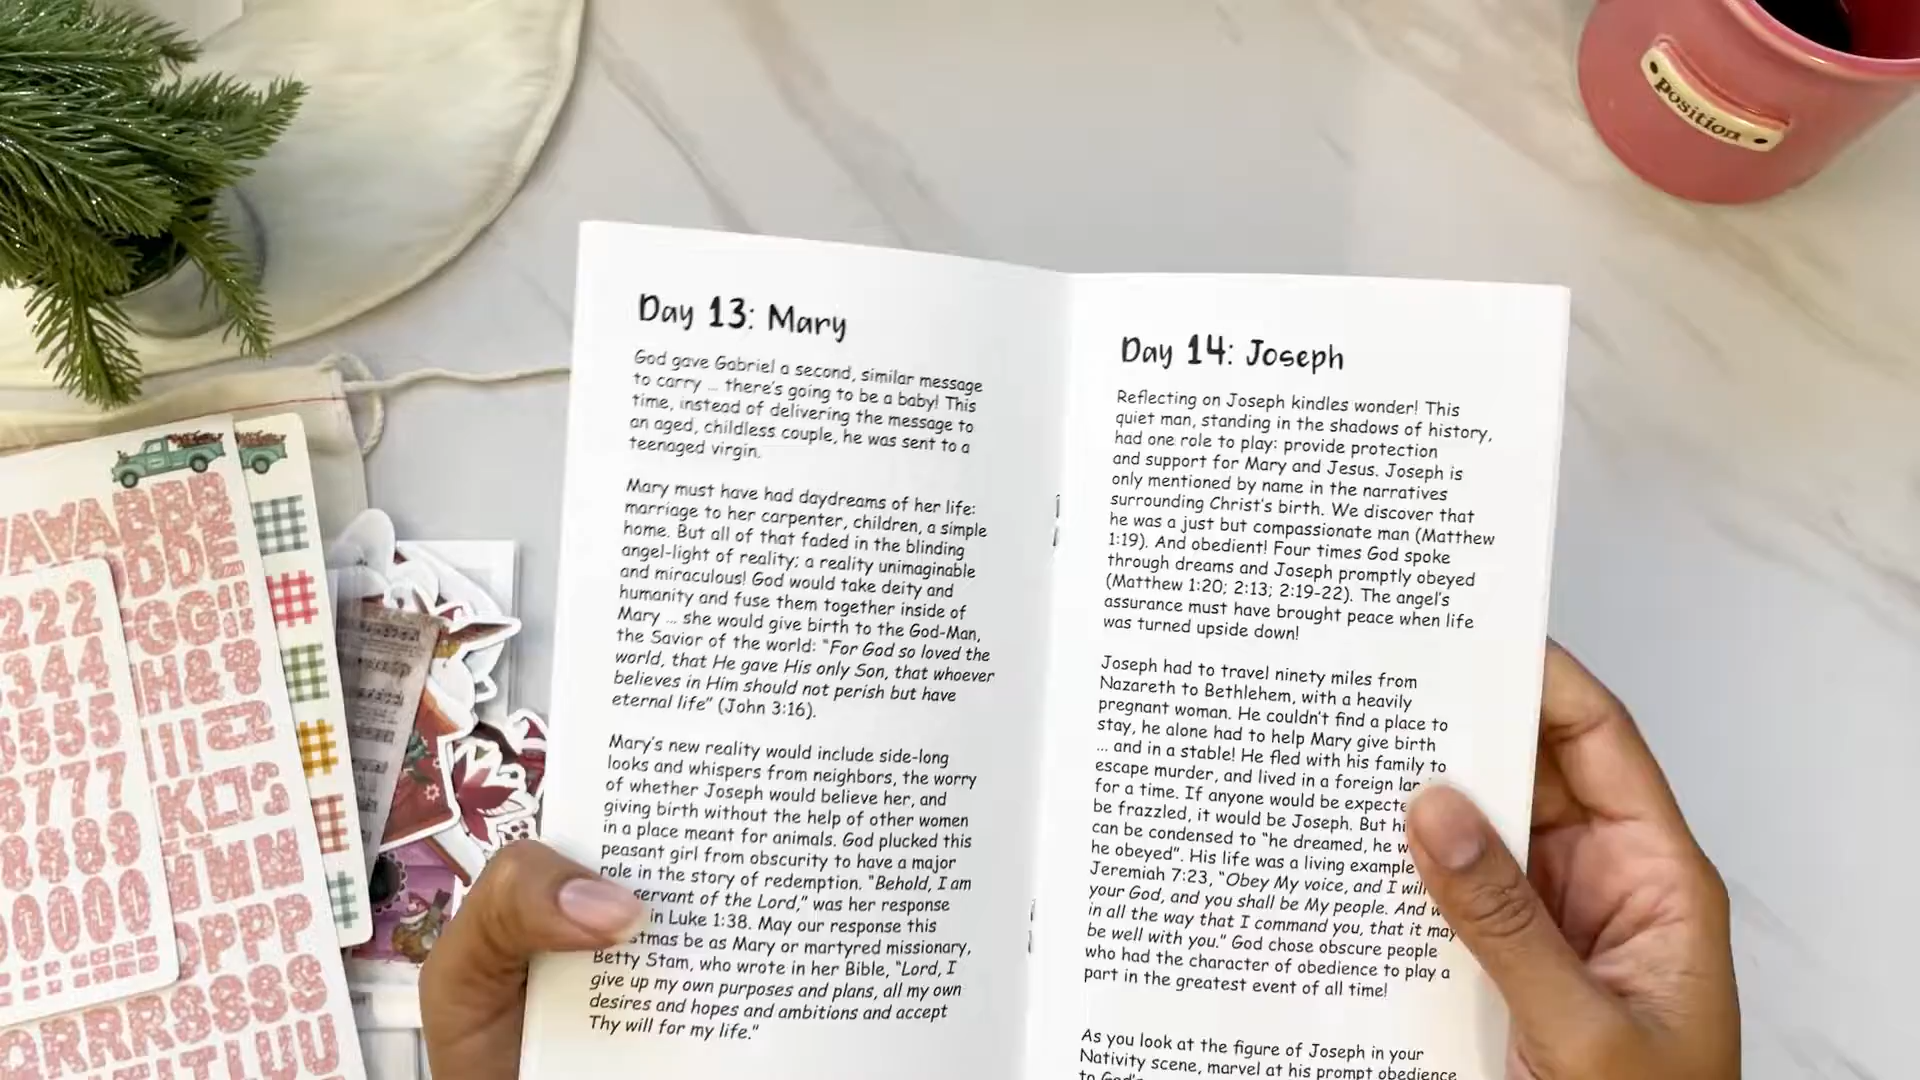 position
Day 13: Mary
God gave Gabriel a second, similar message
to carry ... there's going to be a baby! This
time, instead of delivering the message to
an aged, childless couple, he was sent to a
teenaged virgin.
Mary must have had daydreams of her life:
marriage to her carpenter, children, a simple
home. But all of that faded in the blinding
angel-light of reality; a reality unimaginable
and miraculous! God would take deity and
humanity and fuse them together inside of
Mary ... she would give birth to the God-Man,
the Savior of the world: "For God so loved the
world, that He gave His only Son, that whoever
believes in Him should not perish but have
eternal life" (John 3:16).
Mary's new reality would include side-long
looks and whispers from neighbors, the worry
of whether Joseph would believe her, and
giving birth without the help of other women
in a place meant for animals. God plucked this
peasant girl from obscurity to have a major
role in the story of redemption. "Behold, I am
servant of the Lord," was her response
in Luke 1:38. May our response this
stmas be as Mary or martyred missionary,
Betty Stam, who wrote in her Bible, "Lord, I
give up my own purposes and plans, all my own
desires and hopes and ambitions and accept
Thy will for my life."
Day 14: Joseph
Reflecting on Joseph kindles wonder! This
quiet man, standing in the shadows of history,
had one role to play: provide protection
and support for Mary and Jesus. Joseph is
only mentioned by name in the narratives
surrounding Christ's birth. We discover that
he was a just but compassionate man (Matthew
1:19). And obedient! Four times God spoke
through dreams and Joseph promptly obeyed
(Matthew 1:20; 2:13; 2:19-22). The angel's
assurance must have brought peace when life
was turned upside down!
Joseph had to travel ninety miles from
Nazareth to Bethlehem, with a heavily
pregnant woman. He couldn't find a place to
stay, he alone had to help Mary give birth
... and in a stable! He fled with his family to
escape murder, and lived in a foreign
for a time. If anyone would be
be frazzled, it would be Joseph. But
can be condensed to "he dreamed, he
he obeyed". His life was a living example
Jeremiah 7:23, "Obey My voice, and I will
your God, and you shall be My people. And
in all the way that I command you, that it may
be well with you." God chose obscure people
who had the character of obedience to play a
part in the greatest event of all time!
As you look at the figure of Joseph in your
Nativity scene, marvel at his prompt obedience
to God's